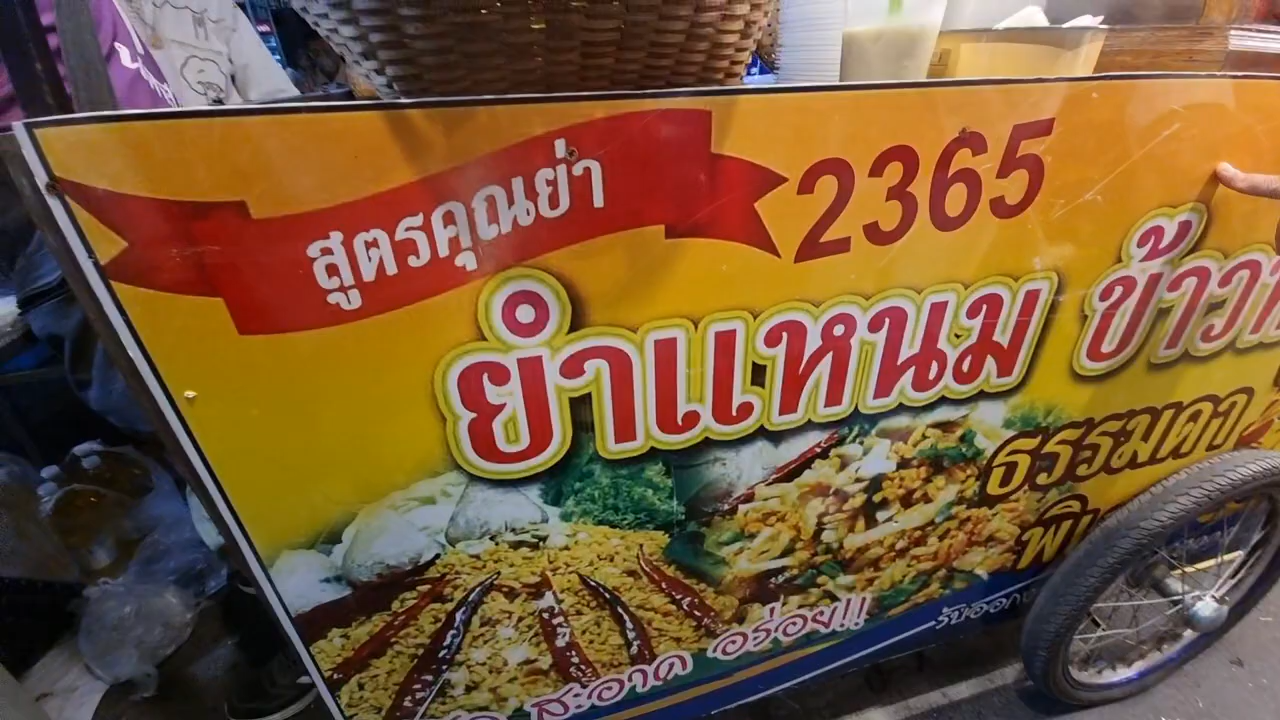 สูตรคุณย่า
2365
ยำแหนม ข้าวท
ธรรมดา
สะอาด อร่อย!!
รับออก